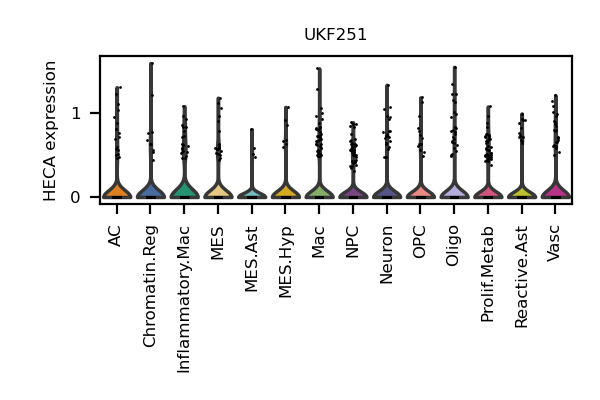 UKF251
HECA expression
1
0
AC
Chromatin.Reg
Inflammatory.Mac
MES
MES.Ast
MES.Hyp
Mac
NPC
Neuron
OPC
Oligo
Prolif.Metab
Reactive.Ast
Vasc